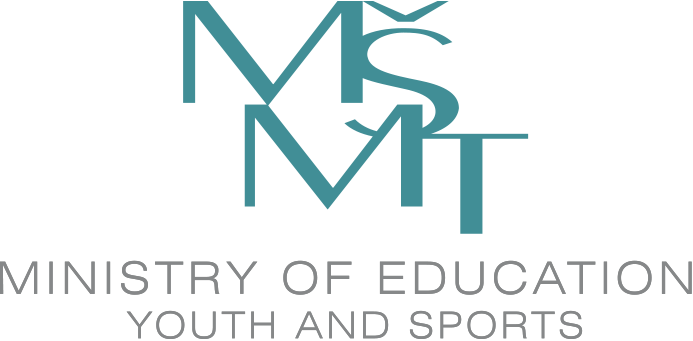 MŠ
MT
MINISTRY OF EDUCATION
YOUTH AND SPORTS